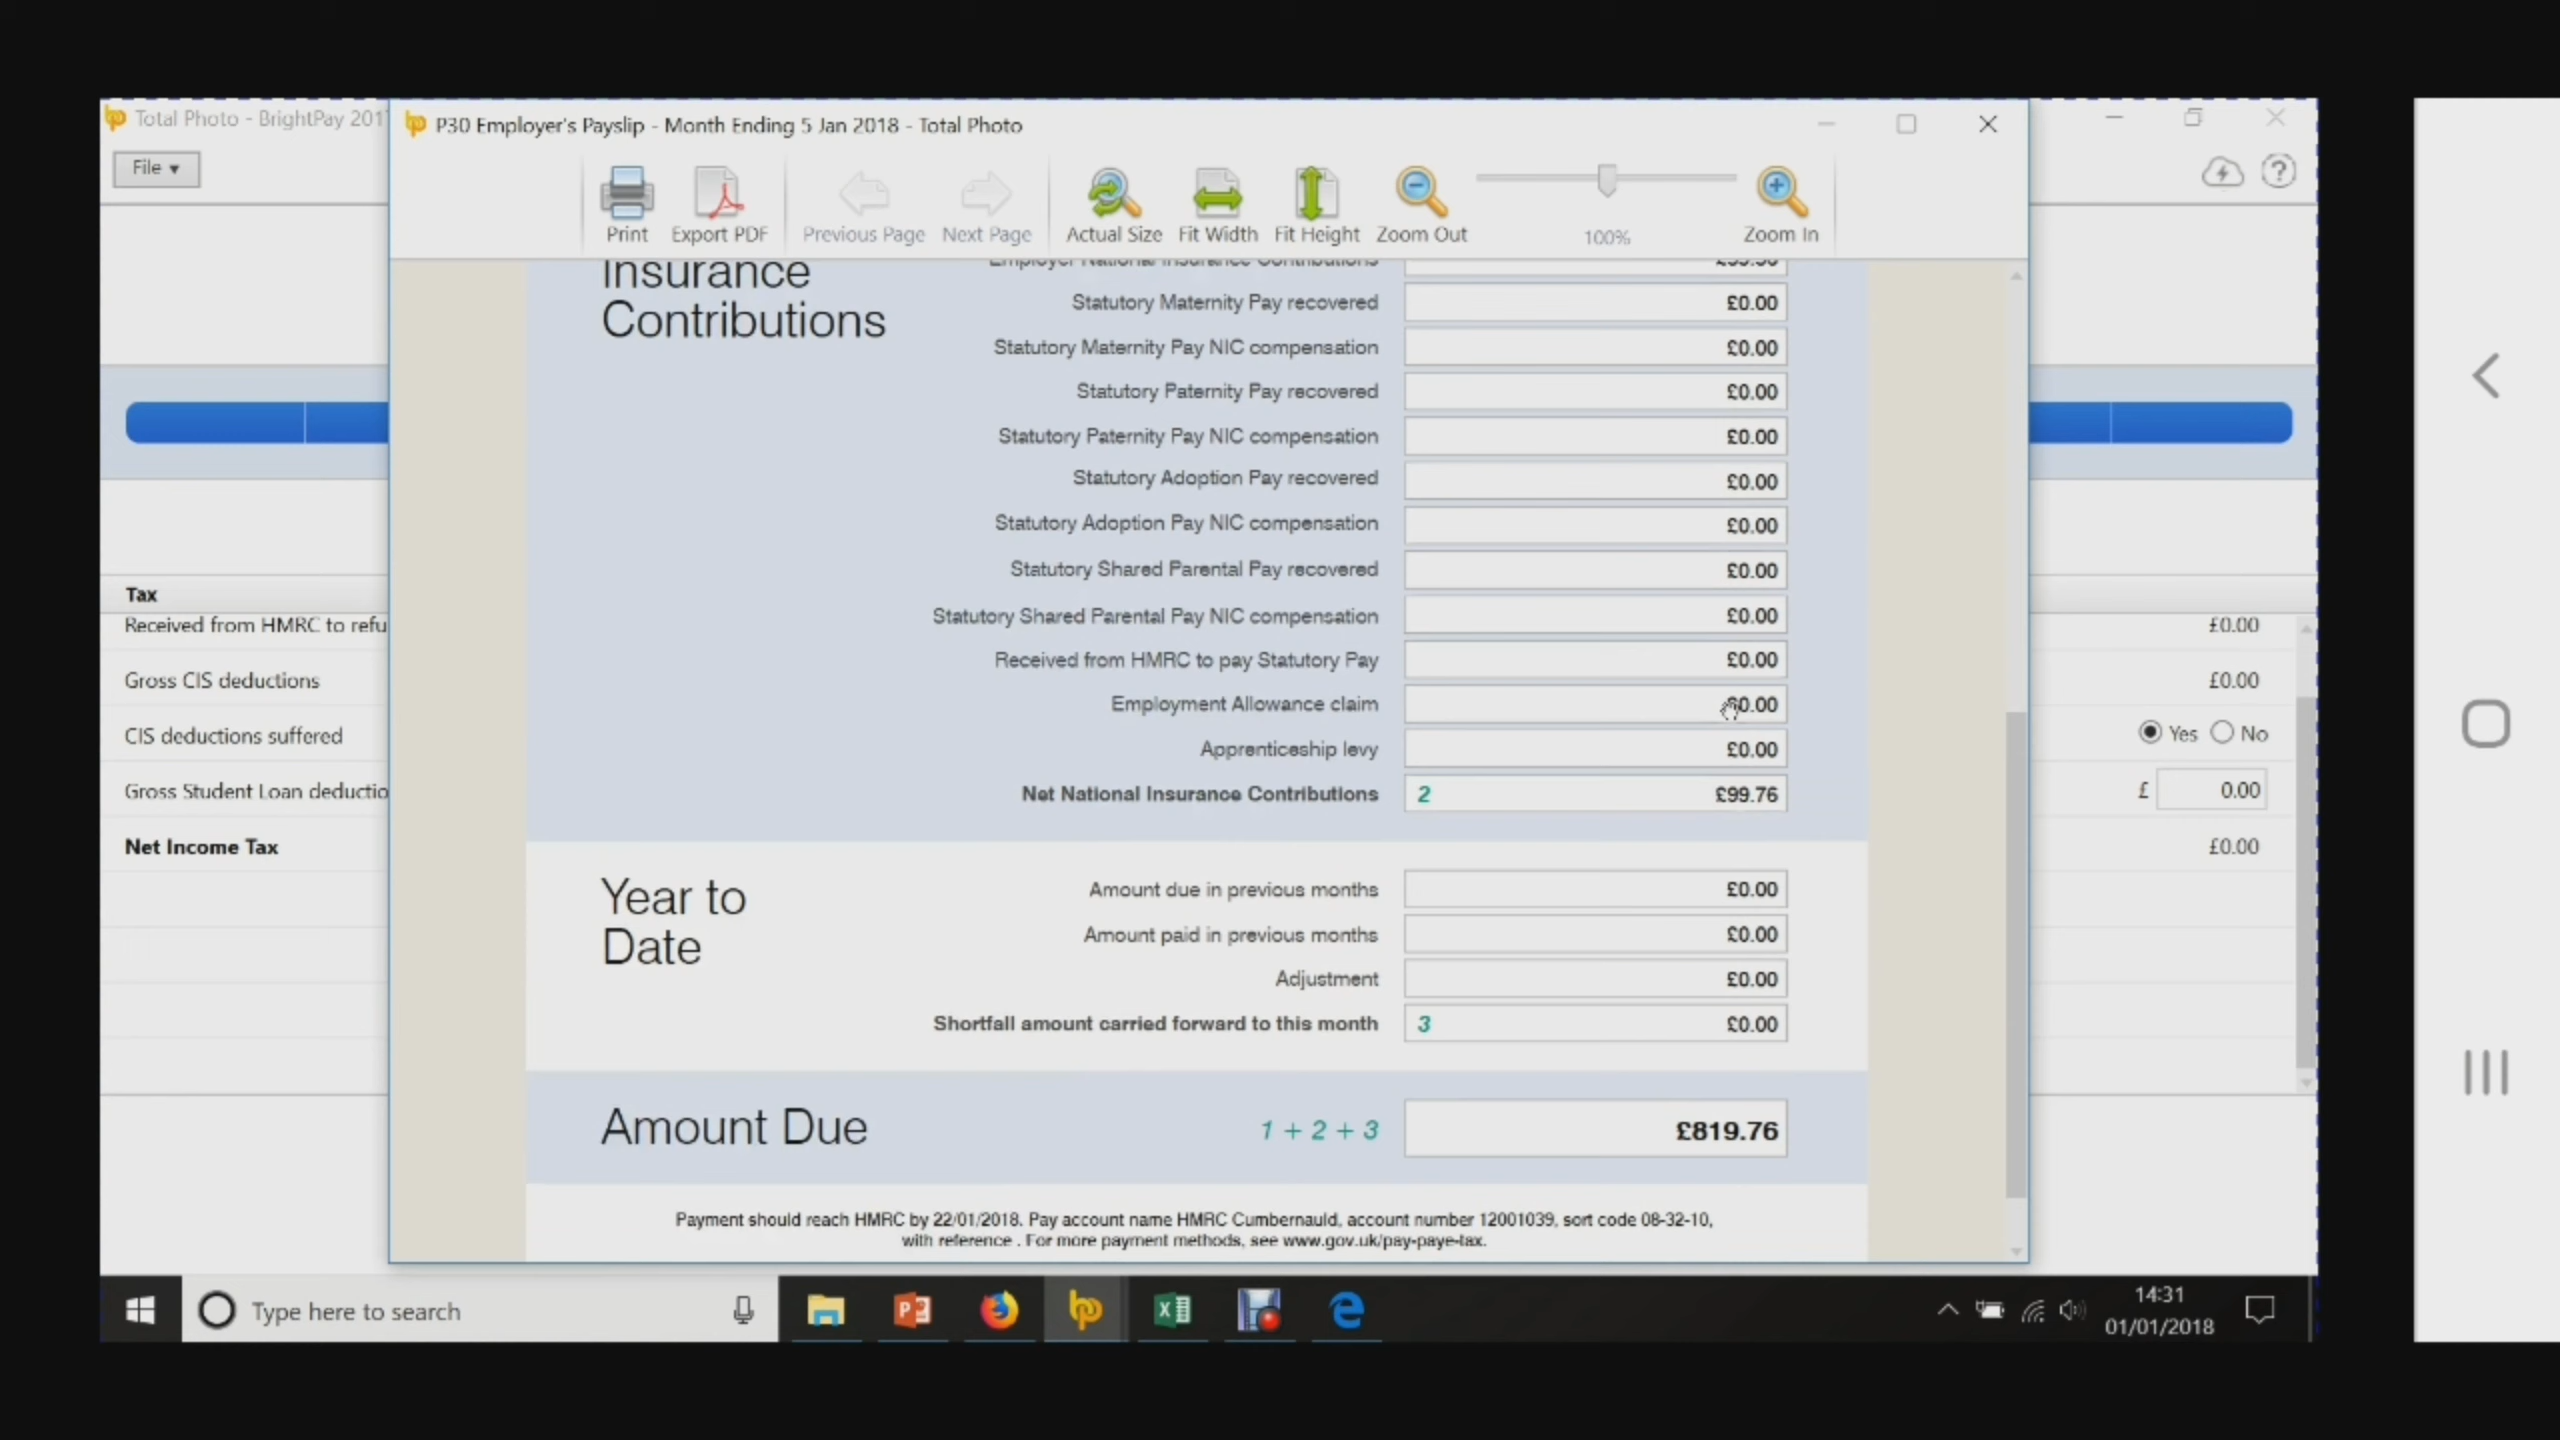 Total Photo - BrightPay 201
P30 Employer's Payslip - Month Ending 5 Jan 2018 - Total Photo
File
Print
Export PDF
Previous Page
Next Page
Actual Size
Fit Width
Fit Height
Zoom Out
100%
Zoom In
Insurance
Contributions
Employer National Insurance Contributions
Statutory Maternity Pay recovered £0.00
Statutory Maternity Pay NIC compensation £0.00
Statutory Paternity Pay recovered £0.00
Statutory Paternity Pay NIC compensation £0.00
Statutory Adoption Pay recovered £0.00
Statutory Adoption Pay NIC compensation £0.00
Statutory Shared Parental Pay recovered £0.00
Statutory Shared Parental Pay NIC compensation £0.00
Received from HMRC to pay Statutory Pay £0.00
Employment Allowance claim £0.00
Apprenticeship levy £0.00
Net National Insurance Contributions 2 £99.76
Year to
Date
Amount due in previous months £0.00
Amount paid in previous months £0.00
Adjustment £0.00
Shortfall amount carried forward to this month 3 £0.00
Amount Due 1 + 2 + 3 £819.76
Payment should reach HMRC by 22/01/2018. Pay account name HMRC Cumbernauld, account number 12001039, sort code 08-32-10,
with reference . For more payment methods, see www.gov.uk/pay-paye-tax.
Tax
Received from HMRC to refu
Gross CIS deductions
CIS deductions suffered
Gross Student Loan deductio
Net Income Tax
£0.00
£0.00
Yes No
£ 0.00
£0.00
Type here to search
14:31
01/01/2018